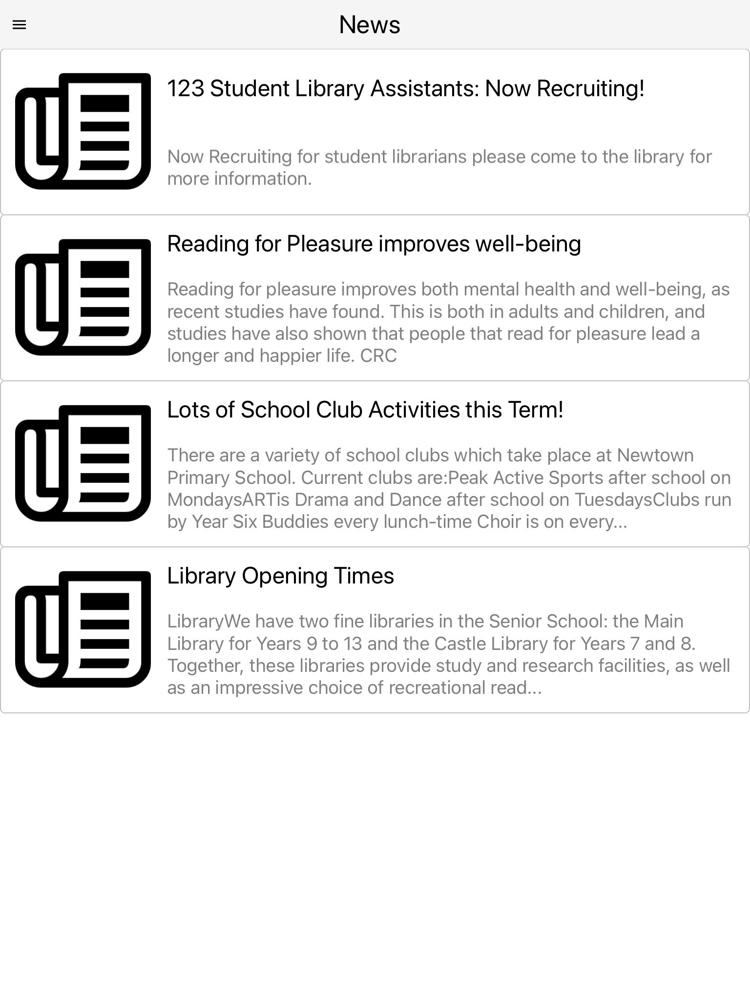 News
123 Student Library Assistants: Now Recruiting!
Now Recruiting for student librarians please come to the library for
more information.
Reading for Pleasure improves well-being
Reading for pleasure improves both mental health and well-being, as
recent studies have found. This is both in adults and children, and
studies have also shown that people that read for pleasure lead a
longer and happier life. CRC
Lots of School Club Activities this Term!
There are a variety of school clubs which take place at Newtown
Primary School. Current clubs are:Peak Active Sports after school on
MondaysARTis Drama and Dance after school on TuesdaysClubs run
by Year Six Buddies every lunch-time Choir is on every...
Library Opening Times
LibraryWe have two fine libraries in the Senior School: the Main
Library for Years 9 to 13 and the Castle Library for Years 7 and 8.
Together, these libraries provide study and research facilities, as well
as an impressive choice of recreational read...